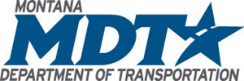 MONTANA
MDT
DEPARTMENT OF TRANSPORTATION